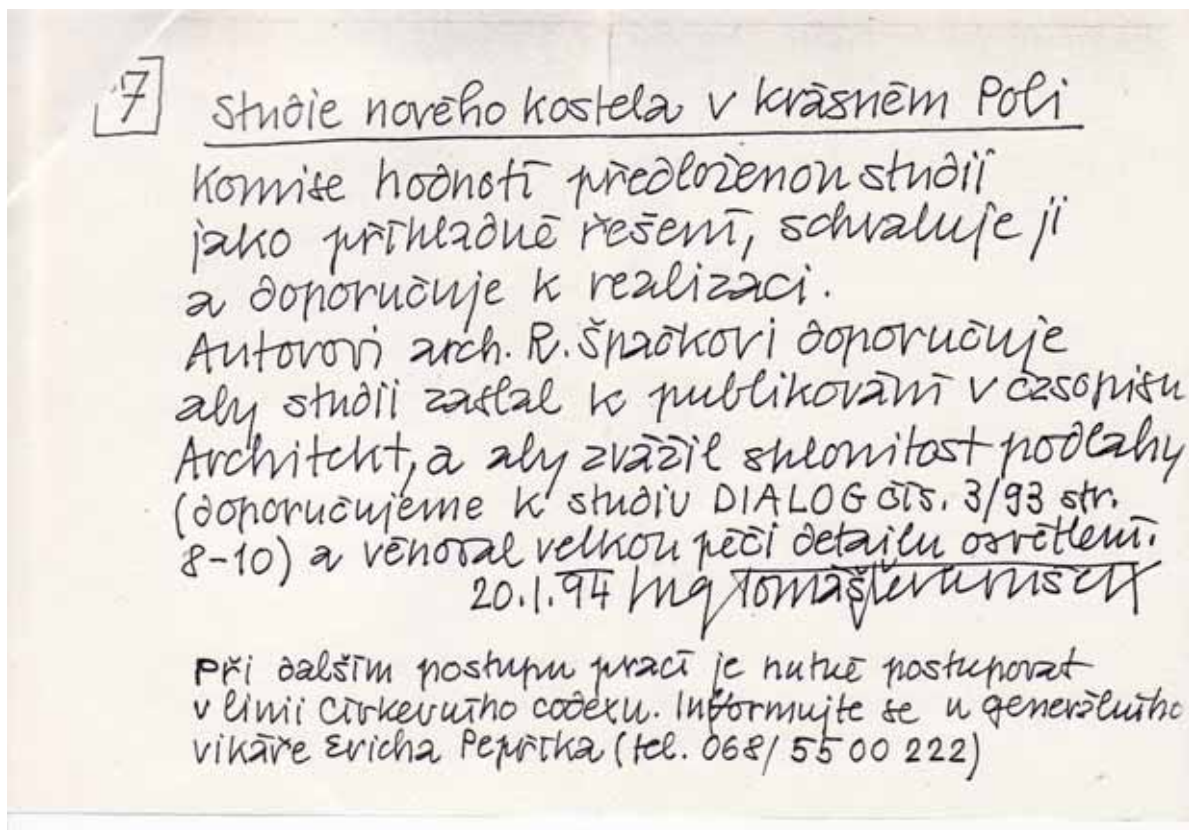 7 Studie nového kostela v krásném Poli
Komise hodnotí předloženou studii
jako příkladné řešení, schvaluje ji
a doporučuje k realizaci.
Autorovi arch. R. Špačkovi doporučuje
aby studii zaslal k publikování v časopisu
Architekt, a aby zvážil sklonitost podlahy
(doporučujeme k studiu DIALOG čís. 3/93 str.
8-10) a věnoval velkou péči detailu osvětlení.
20.1.94 Ing Tomáš
Při dalším postupu prací je nutné postupovat
v linii Církevního codexu. Informujte se u generálního
vikáře Ericha Pepříka (tel. 068/ 55 00 222)